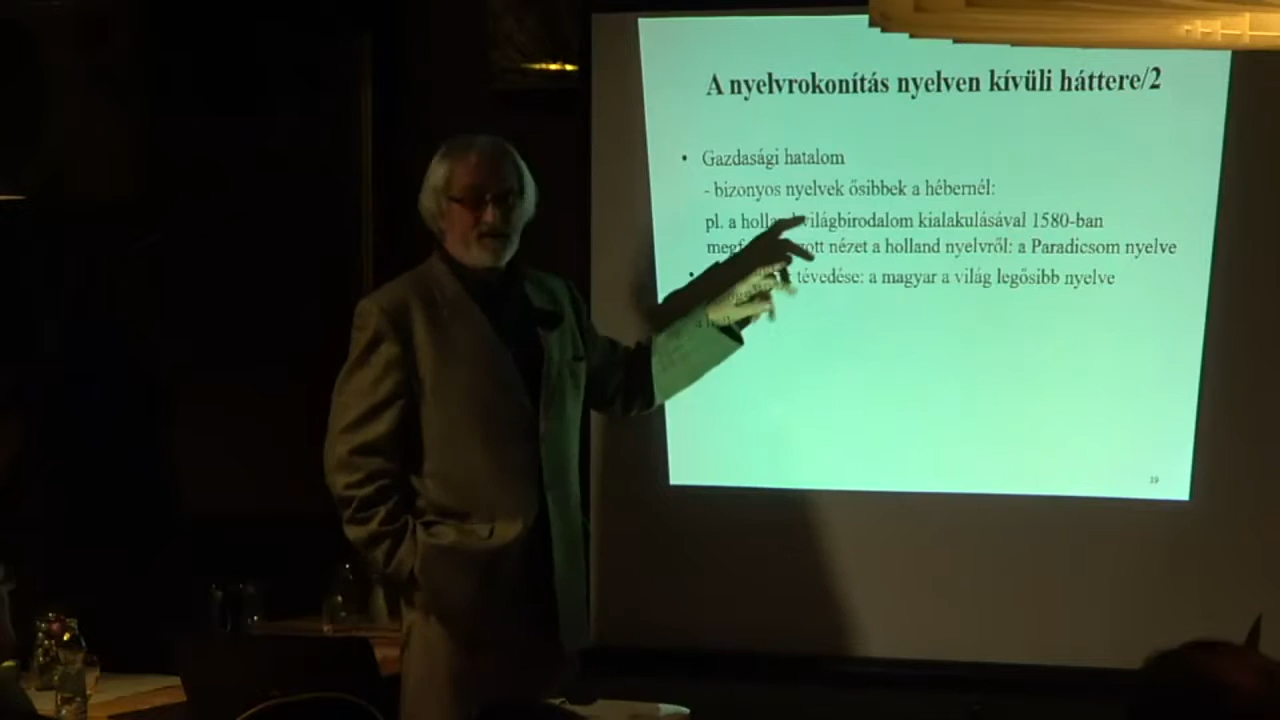 A nyelvrokonítás nyelven kívüli háttere/2
• Gazdasági hatalom
- bizonyos nyelvek ősibbek a hébernél:
pl. a holland világbirodalom kialakulásával 1580-ban
nézet a holland nyelvről: a Paradicsom nyelve
• tévedése: a magyar a világ legősibb nyelve
19